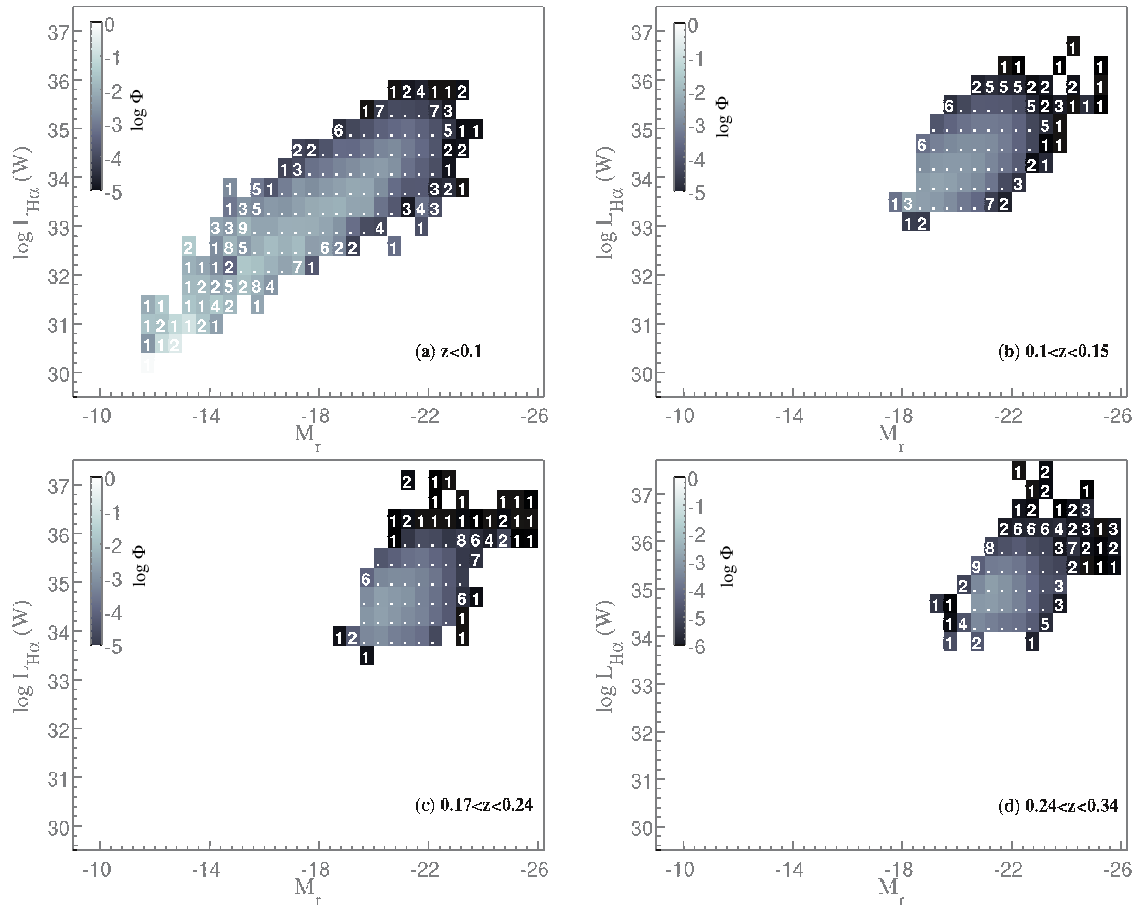 37
36
35
34
33
32
31
30
log L_Hα (W)
0
-1
-2
-3
-4
-5
log Φ
1 2 4 1 1 2
1 7 . . . 7 3
6 . . . . . . . 5 1 1
2 2 . . . . . . . . . 2 2
1 3 . . . . . . . . . . 1
1 5 1 . . . . . . . . . . . 3 2 1
1 3 5 . . . . . . . . . . 3 4 3
3 3 9 . . . . . . . . . 4 1
2 1 8 5 . . . . . 6 2 2 1
1 1 1 2 . . . . 7 1
1 2 2 5 2 8 4
1 1 1 1 4 2 1
1 2 1 1 2 1
1 1 2
1
(a) z<0.1
-10 -14 -18 -22 -26
M_r
37
36
35
34
33
32
31
30
log L_Hα (W)
0
-1
-2
-3
-4
-5
log Φ
1
1 1 1 1
2 5 5 5 2 2 2 1
6 . . . . . 5 2 3 1 1 1
. . . . . . . . 5 1
6 . . . . . . . . 1 1
. . . . . . . . 2 1
. . . . . . . 3
1 3 . . . . . 7 2
1 2
(b) 0.1<z<0.15
-10 -14 -18 -22 -26
M_r
37
36
35
34
33
32
31
30
log L_Hα (W)
0
-1
-2
-3
-4
-5
log Φ
2 1 1
1 1 1 1 1
1 2 1 1 1 1 1 1 2 1 1
1 . . . . 8 6 4 2 1 1
. . . . . . . 7
6 . . . . . . .
. . . . . . . 6 1
. . . . . . . 1
1 2 . . . . . . 1
1
(c) 0.17<z<0.24
-10 -14 -18 -22 -26
M_r
37
36
35
34
33
32
31
30
log L_Hα (W)
0
-1
-2
-3
-4
-5
-6
log Φ
1 2
1 2 1
1 2 1 2 3
2 6 6 6 4 2 3 1 3
8 . . . . 3 7 2 1 2
9 . . . . . . 2 1 1 1
2 . . . . . 3
1 1 . . . . . . 3
1 4 . . . . . 5
1 2 1
(d) 0.24<z<0.34
-10 -14 -18 -22 -26
M_r